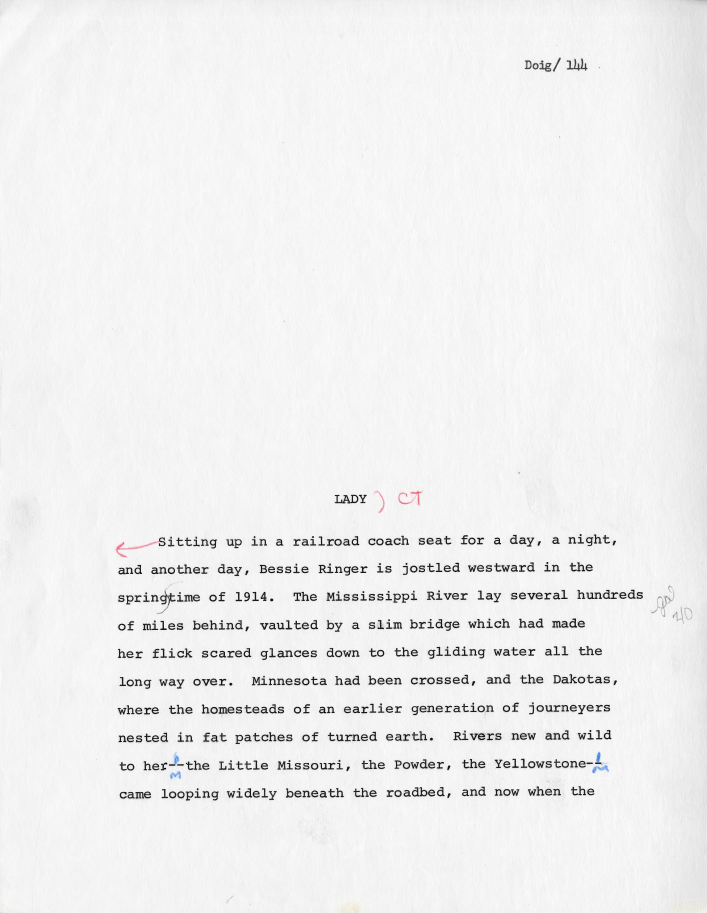 Doig/ 144
LADY ) CT
Sitting up in a railroad coach seat for a day, a night,
and another day, Bessie Ringer is jostled westward in the
springtime of 1914.  The Mississippi River lay several hundreds
of miles behind, vaulted by a slim bridge which had made
her flick scared glances down to the gliding water all the
long way over.  Minnesota had been crossed, and the Dakotas,
where the homesteads of an earlier generation of journeyers
nested in fat patches of turned earth.  Rivers new and wild
to her--the Little Missouri, the Powder, the Yellowstone--
M
came looping widely beneath the roadbed, and now when the